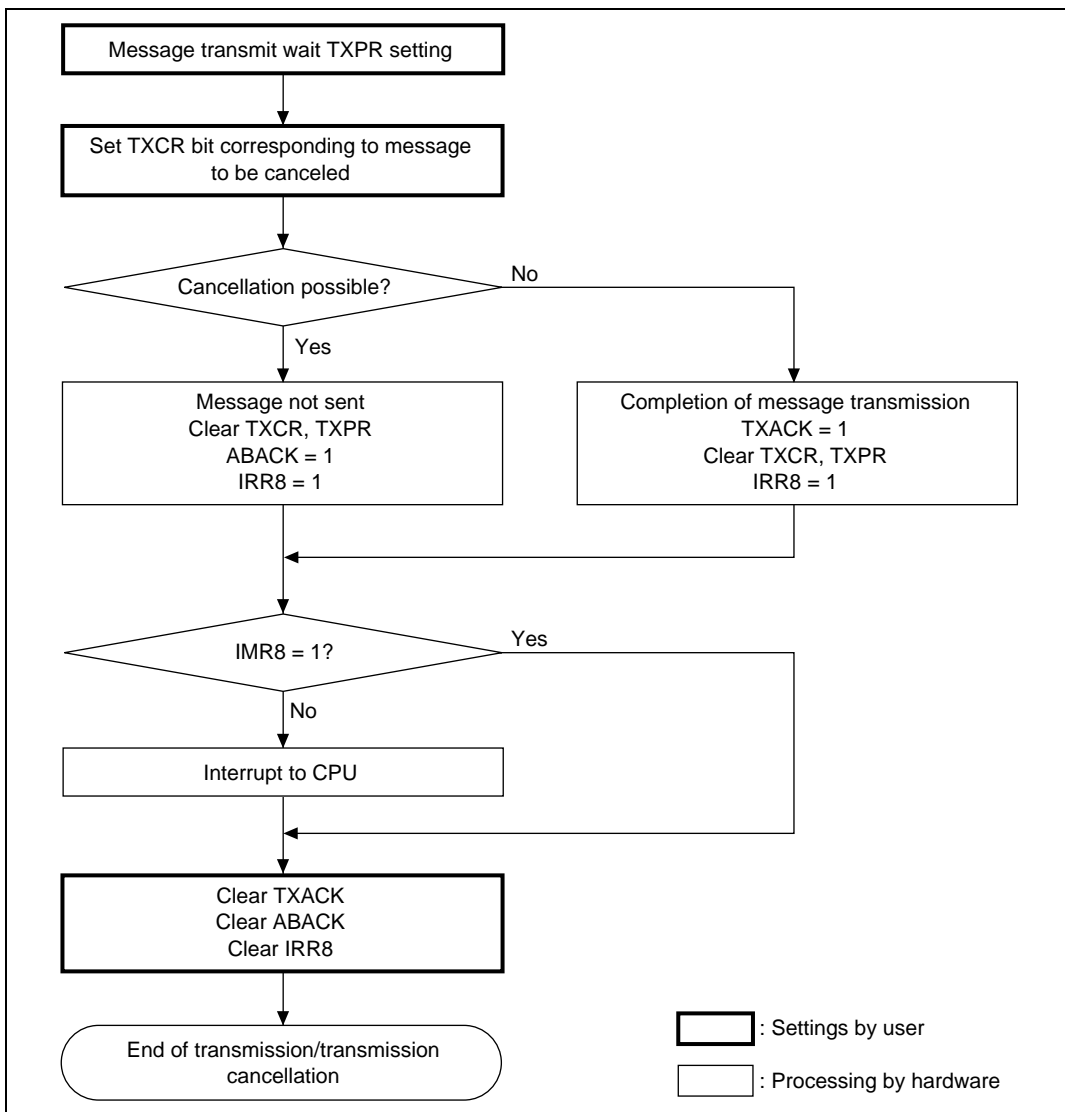 Message transmit wait TXPR setting
Set TXCR bit corresponding to message
to be canceled
Cancellation possible?
No
Yes
Message not sent
Clear TXCR, TXPR
ABACK = 1
IRR8 = 1
Completion of message transmission
TXACK = 1
Clear TXCR, TXPR
IRR8 = 1
IMR8 = 1?
Yes
No
Interrupt to CPU
Clear TXACK
Clear ABACK
Clear IRR8
End of transmission/transmission
cancellation
: Settings by user
: Processing by hardware